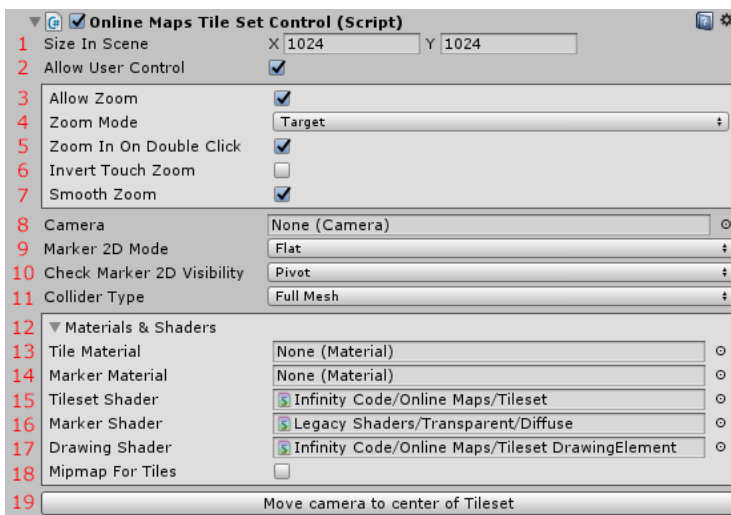 Online Maps Tile Set Control (Script)
1 Size In Scene X 1024 Y 1024
2 Allow User Control
3 Allow Zoom
4 Zoom Mode Target
5 Zoom In On Double Click
6 Invert Touch Zoom
7 Smooth Zoom
8 Camera None (Camera)
9 Marker 2D Mode Flat
10 Check Marker 2D Visibility Pivot
11 Collider Type Full Mesh
12 Materials & Shaders
13 Tile Material None (Material)
14 Marker Material None (Material)
15 Tileset Shader Infinity Code/Online Maps/Tileset
16 Marker Shader Legacy Shaders/Transparent/Diffuse
17 Drawing Shader Infinity Code/Online Maps/Tileset DrawingElement
18 Mipmap For Tiles
19 Move camera to center of Tileset